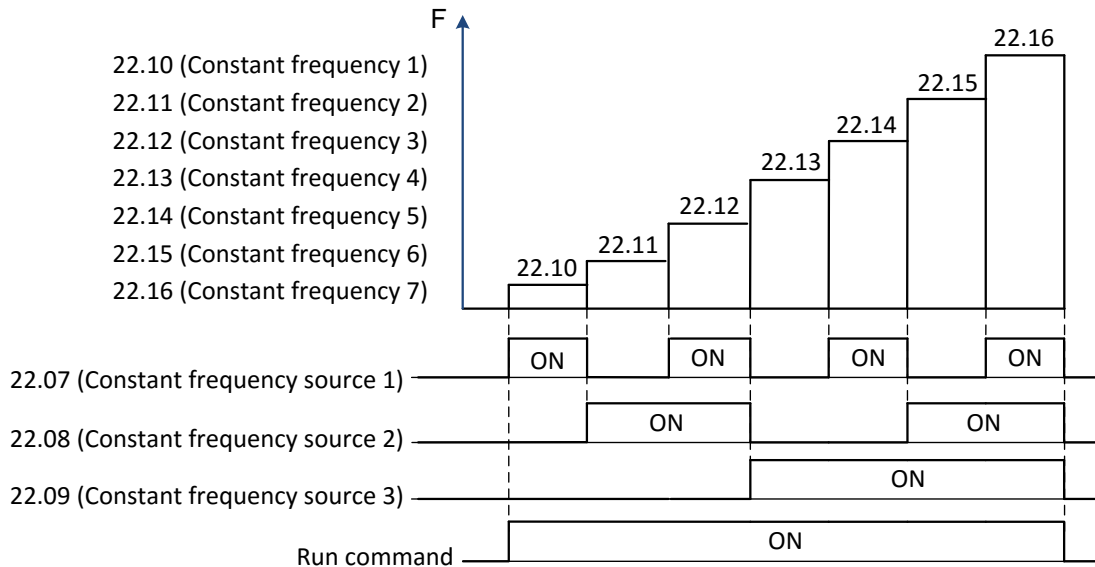 F
22.10 (Constant frequency 1)
22.11 (Constant frequency 2)
22.12 (Constant frequency 3)
22.13 (Constant frequency 4)
22.14 (Constant frequency 5)
22.15 (Constant frequency 6)
22.16 (Constant frequency 7)
22.10
22.11
22.12
22.13
22.14
22.15
22.16
22.07 (Constant frequency source 1)
ON
ON
ON
ON
22.08 (Constant frequency source 2)
ON
ON
22.09 (Constant frequency source 3)
ON
Run command
ON